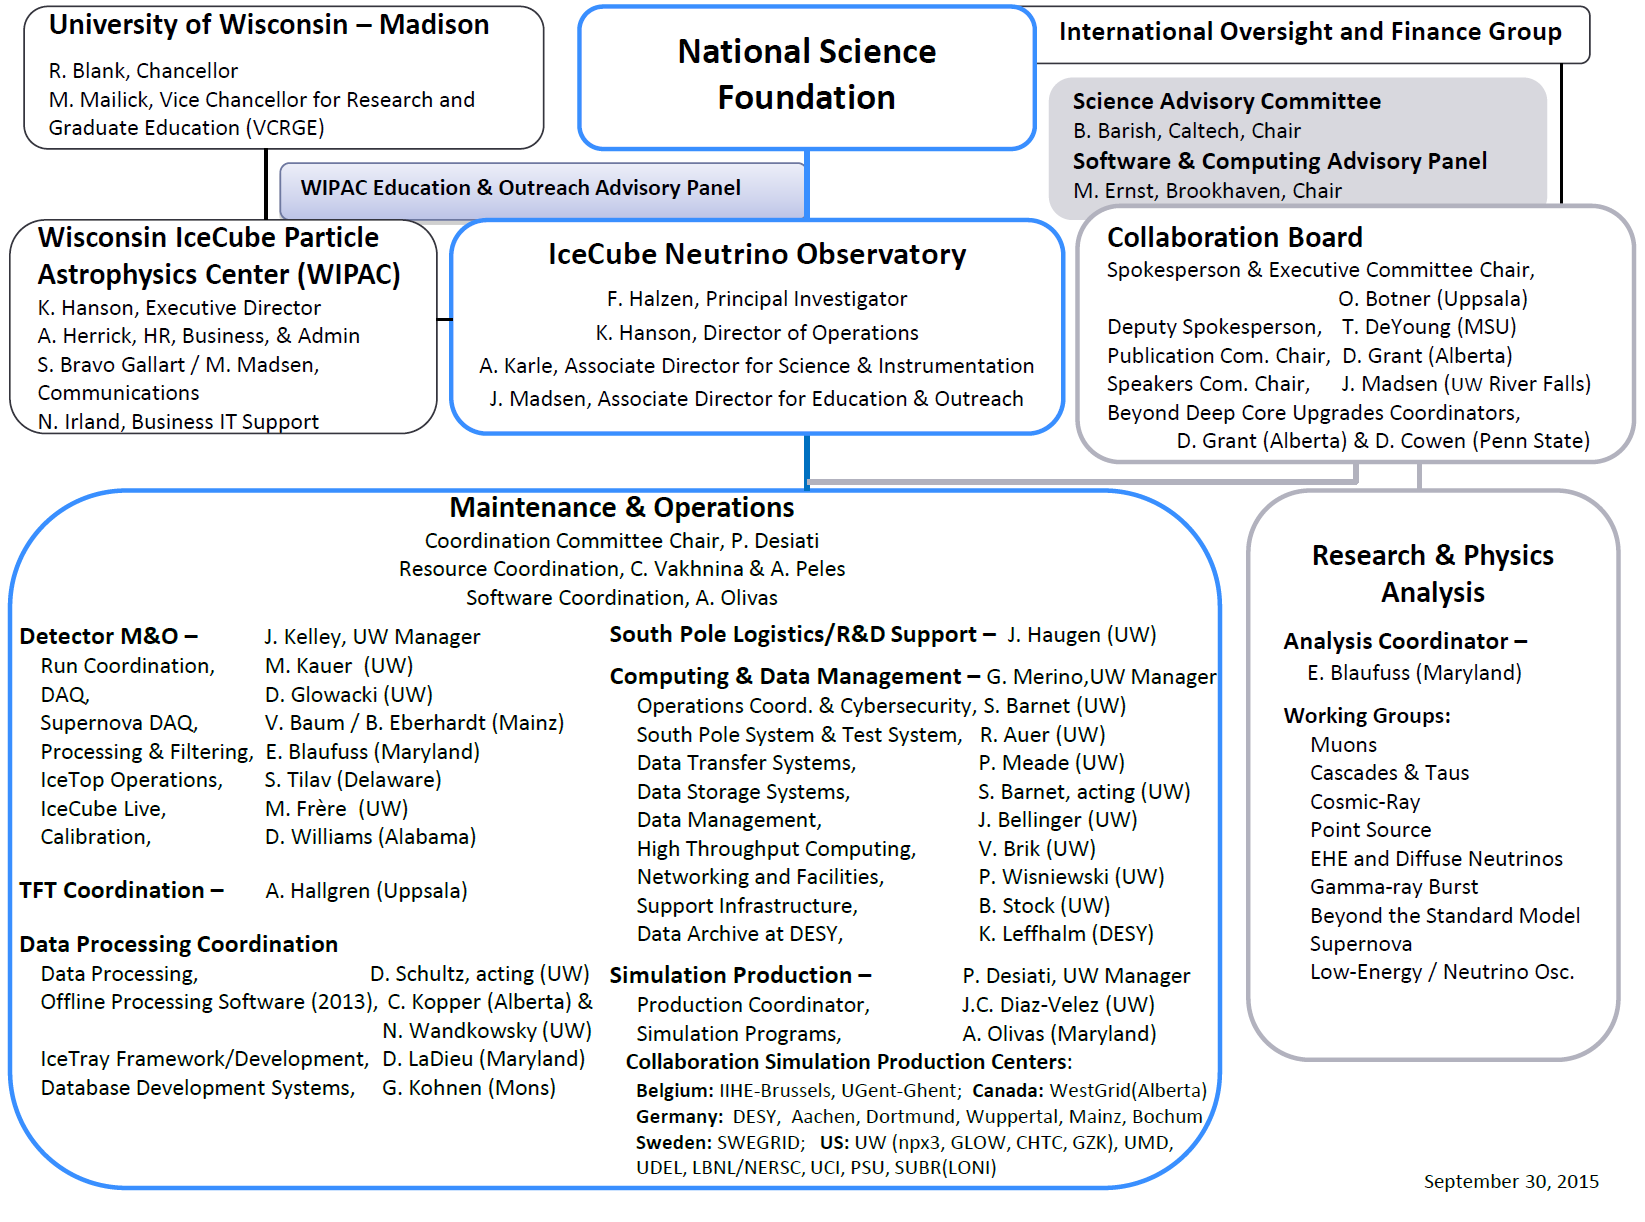 University of Wisconsin – Madison
R. Blank, Chancellor
M. Mailick, Vice Chancellor for Research and
Graduate Education (VCRGE)
National Science
Foundation
International Oversight and Finance Group
Science Advisory Committee
B. Barish, Caltech, Chair
Software & Computing Advisory Panel
M. Ernst, Brookhaven, Chair
WIPAC Education & Outreach Advisory Panel
Wisconsin IceCube Particle
Astrophysics Center (WIPAC)
K. Hanson, Executive Director
A. Herrick, HR, Business, & Admin
S. Bravo Gallart / M. Madsen,
Communications
N. Irland, Business IT Support
IceCube Neutrino Observatory
F. Halzen, Principal Investigator
K. Hanson, Director of Operations
A. Karle, Associate Director for Science & Instrumentation
J. Madsen, Associate Director for Education & Outreach
Collaboration Board
Spokesperson & Executive Committee Chair,
O. Botner (Uppsala)
Deputy Spokesperson, T. DeYoung (MSU)
Publication Com. Chair, D. Grant (Alberta)
Speakers Com. Chair, J. Madsen (UW River Falls)
Beyond Deep Core Upgrades Coordinators,
D. Grant (Alberta) & D. Cowen (Penn State)
Maintenance & Operations
Coordination Committee Chair, P. Desiati
Resource Coordination, C. Vakhnina & A. Peles
Software Coordination, A. Olivas
Detector M&O – J. Kelley, UW Manager
Run Coordination, M. Kauer (UW)
DAQ, D. Glowacki (UW)
Supernova DAQ, V. Baum / B. Eberhardt (Mainz)
Processing & Filtering, E. Blaufuss (Maryland)
IceTop Operations, S. Tilav (Delaware)
IceCube Live, M. Frère (UW)
Calibration, D. Williams (Alabama)
TFT Coordination – A. Hallgren (Uppsala)
Data Processing Coordination
Data Processing, D. Schultz, acting (UW)
Offline Processing Software (2013), C. Kopper (Alberta) &
N. Wandkowsky (UW)
IceTray Framework/Development, D. LaDieu (Maryland)
Database Development Systems, G. Kohnen (Mons)
South Pole Logistics/R&D Support – J. Haugen (UW)
Computing & Data Management – G. Merino,UW Manager
Operations Coord. & Cybersecurity, S. Barnet (UW)
South Pole System & Test System, R. Auer (UW)
Data Transfer Systems, P. Meade (UW)
Data Storage Systems, S. Barnet, acting (UW)
Data Management, J. Bellinger (UW)
High Throughput Computing, V. Brik (UW)
Networking and Facilities, P. Wisniewski (UW)
Support Infrastructure, B. Stock (UW)
Data Archive at DESY, K. Leffhalm (DESY)
Simulation Production – P. Desiati, UW Manager
Production Coordinator, J.C. Diaz-Velez (UW)
Simulation Programs, A. Olivas (Maryland)
Collaboration Simulation Production Centers:
Belgium: IIHE-Brussels, UGent-Ghent; Canada: WestGrid(Alberta)
Germany: DESY, Aachen, Dortmund, Wuppertal, Mainz, Bochum
Sweden: SWEGRID; US: UW (npx3, GLOW, CHTC, GZK), UMD,
UDEL, LBNL/NERSC, UCI, PSU, SUBR(LONI)
Research & Physics
Analysis
Analysis Coordinator –
E. Blaufuss (Maryland)
Working Groups:
Muons
Cascades & Taus
Cosmic-Ray
Point Source
EHE and Diffuse Neutrinos
Gamma-ray Burst
Beyond the Standard Model
Supernova
Low-Energy / Neutrino Osc.
September 30, 2015